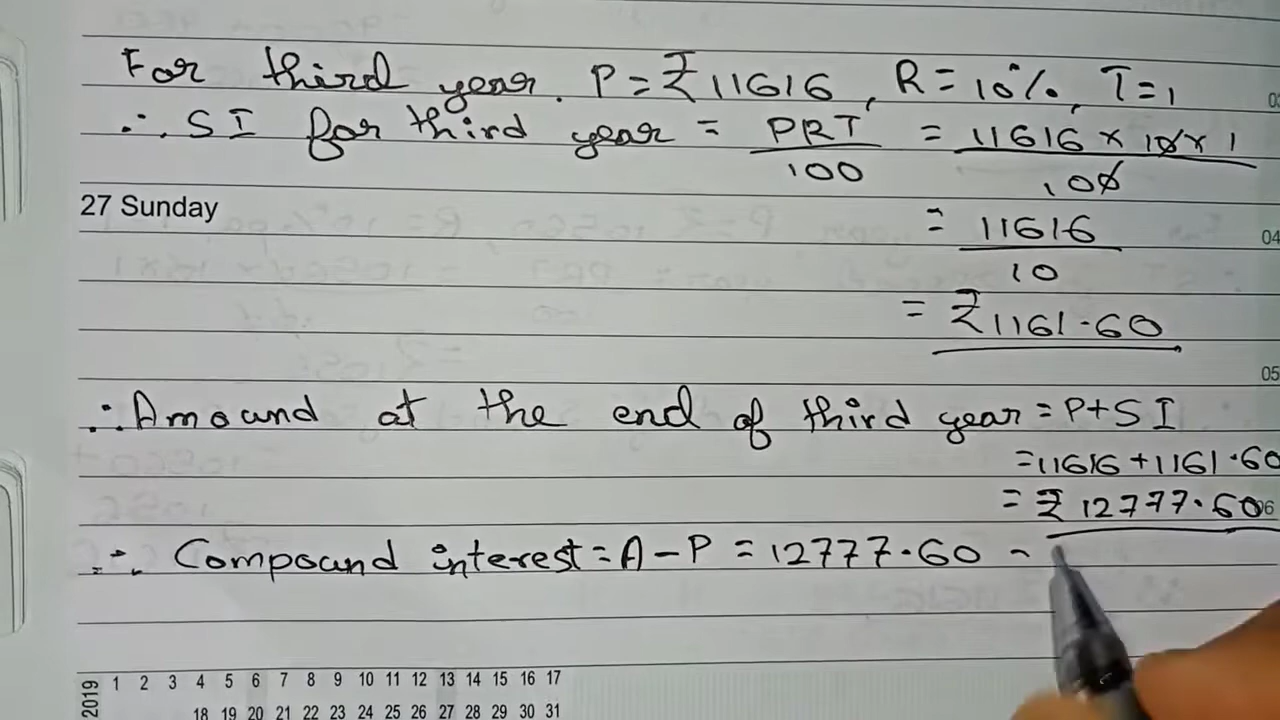 For third year. P = ₹11616, R = 10%, T=1
∴ SI for third year = PRT/100 = 11616 × 10 × 1/100
27 Sunday
= 11616/10
= ₹1161.60
∴ Amound at the end of third year = P+SI
= 11616 + 1161.60
= ₹12777.60
∴ Compound interest = A - P = 12777.60 -
2019 1 2 3 4 5 6 7 8 9 10 11 12 13 14 15 16 17
18 19 20 21 22 23 24 25 26 27 28 29 30 31